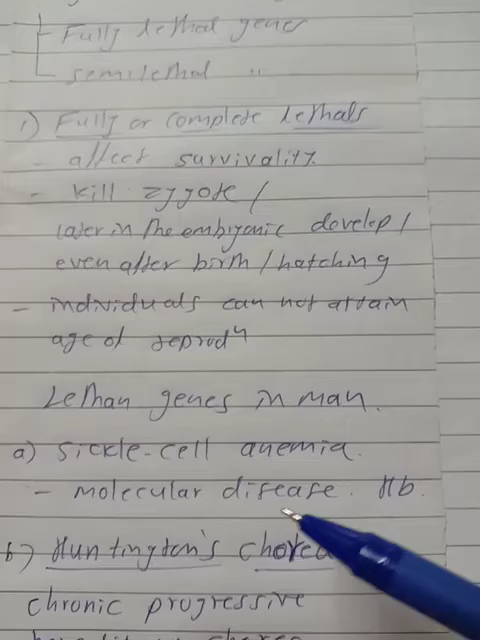 Fully lethal genes
semilethal "
1) Fully or complete lethals
- affect survivality.
- kill zygote /
later in the embryonic develop /
even after birth / hatching
- individuals can not attain
age of reprodⁿ
Lethan genes in man.
a) Sickle-cell anemia.
- molecular disease. Hb.
b) Huntington's chorea
chronic progressive